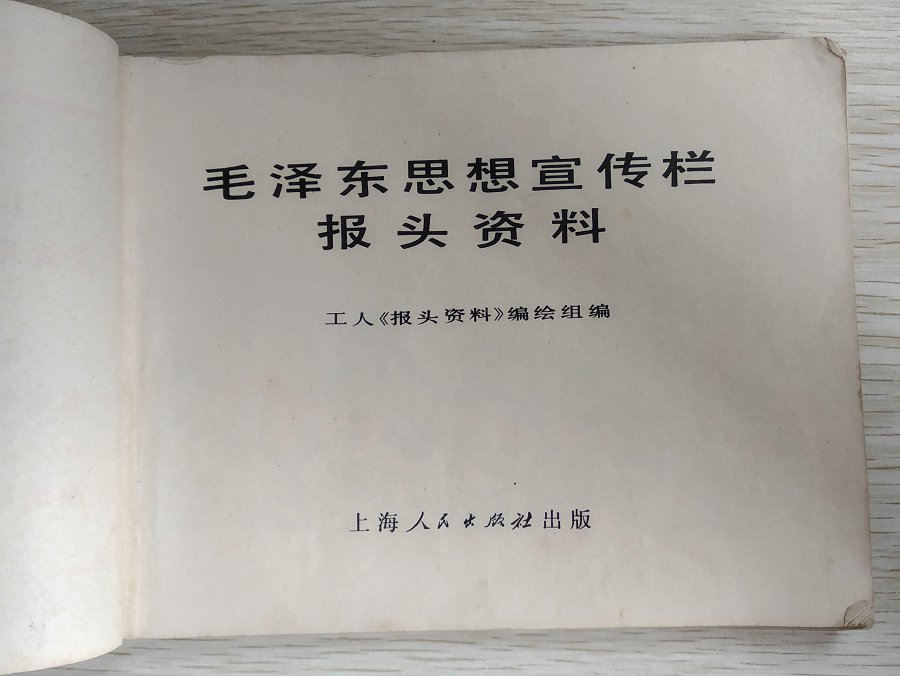 毛泽东思想宣传栏
报头资料
工人《报头资料》编绘组编
上海人民出版社出版